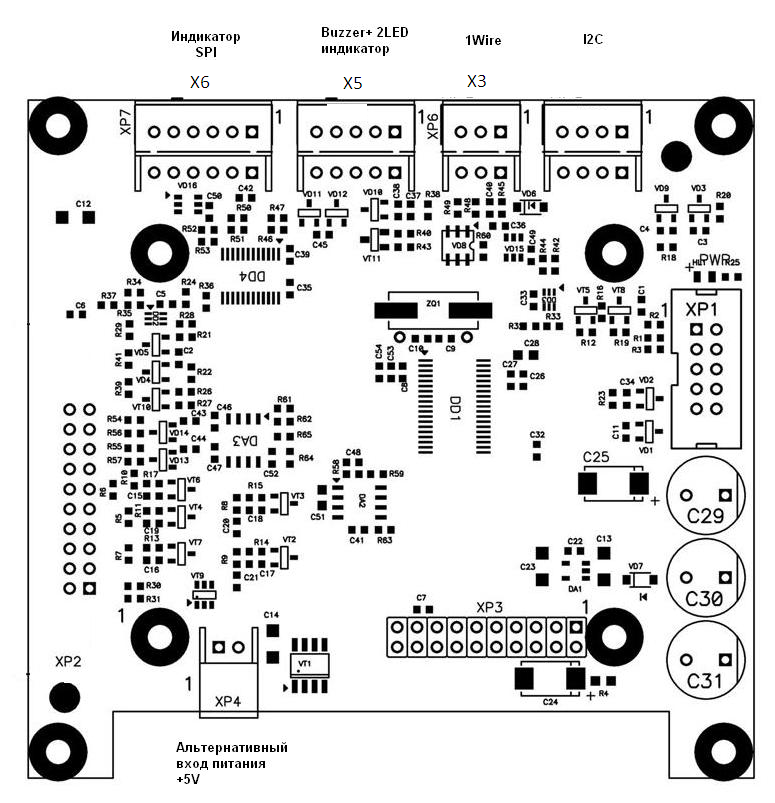 Индикатор
SPI
Buzzer+ 2LED
индикатор
1Wire
I2C
X6
X5
X3
XP7
1
1
XP6
1
1
C12
VD16
C50
C42
R50
R47
R52
R53
R51
R46
VD11
VD12
C45
VD10
C38
C37
R38
R40
R43
VT11
R49
R48
C40
R45
VD6
C36
VD8
R60
VD15
C49
R44
R42
VD9
VD3
R20
C4
C3
R18
PWR
HL1
R25
C39
DD4
C35
R34
C5
R24
R36
R37
C6
R35
DD2
R28
R29
R21
VD5
C2
R41
R22
VD4
R39
R26
R27
VT10
ZQ1
C10
C9
C33
DD3
R32
R33
VT5
R16
VT8
C1
R12
R19
R2
R1
R3
1
XP1
C54
C53
C8
DD1
C28
C27
C26
R54
R56
R55
R57
C43
VD14
C44
VD13
C46
R61
R62
DA3
R65
C47
C52
R64
R23
C34
VD2
C11
VD1
C32
R10
R17
VT6
C15
R6
R11
R5
VT4
C19
R13
R7
VT7
C16
R15
R8
VT3
C18
C20
R14
R9
VT2
C21
C17
R58
C48
R59
DA2
C51
C41
R63
C25
+
C29
C22
C13
C23
DA1
VD7
C30
R30
R31
VT9
1
C14
C7
XP3
1
C31
XP2
VT1
1
XP4
C24
+
R4
Альтернативный
вход питания
+5V